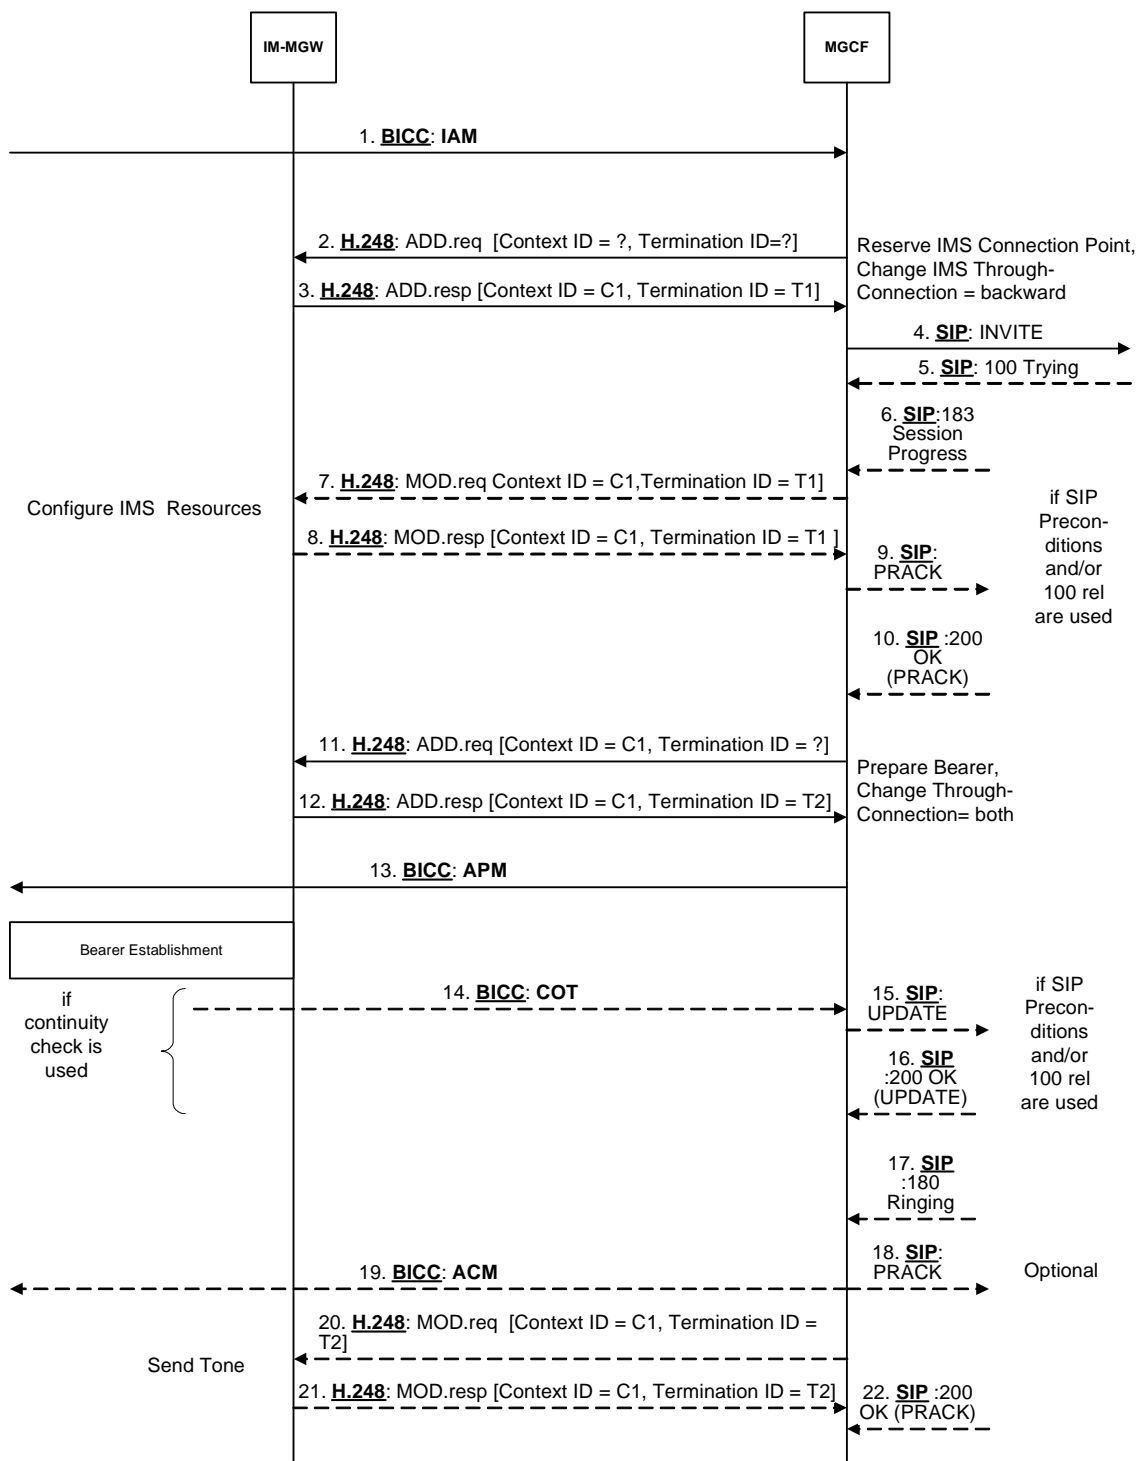 IM-MGW
MGCF
1. BICC: IAM
2. H.248: ADD.req [Context ID = ?, Termination ID=?]
Reserve IMS Connection Point,
Change IMS Through-
Connection = backward
3. H.248: ADD.resp [Context ID = C1, Termination ID = T1]
4. SIP: INVITE
5. SIP: 100 Trying
6. SIP:183
Session
Progress
7. H.248: MOD.req Context ID = C1,Termination ID = T1]
Configure IMS Resources
8. H.248: MOD.resp [Context ID = C1, Termination ID = T1 ]
9. SIP:
PRACK
if SIP
Precon-
ditions
and/or
100 rel
are used
10. SIP :200
OK
(PRACK)
11. H.248: ADD.req [Context ID = C1, Termination ID = ?]
Prepare Bearer,
Change Through-
Connection= both
12. H.248: ADD.resp [Context ID = C1, Termination ID = T2]
13. BICC: APM
Bearer Establishment
if
continuity
check is
used
14. BICC: COT
15. SIP:
UPDATE
if SIP
Precon-
ditions
and/or
100 rel
are used
16. SIP
:200 OK
(UPDATE)
17. SIP
:180
Ringing
18. SIP:
PRACK
Optional
19. BICC: ACM
20. H.248: MOD.req [Context ID = C1, Termination ID =
T2]
Send Tone
21. H.248: MOD.resp [Context ID = C1, Termination ID = T2]
22. SIP :200
OK (PRACK)